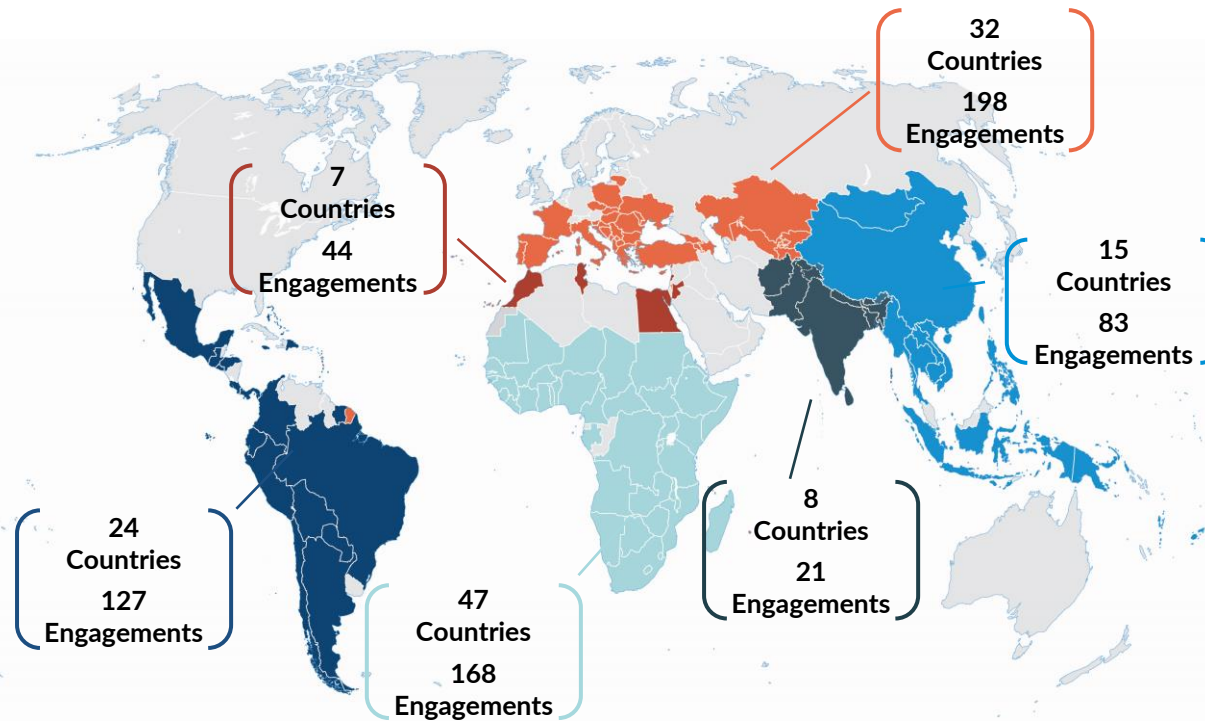 32
Countries
198
Engagements
7
Countries
44
Engagements
15
Countries
83
Engagements
8
Countries
21
Engagements
24
Countries
127
Engagements
47
Countries
168
Engagements